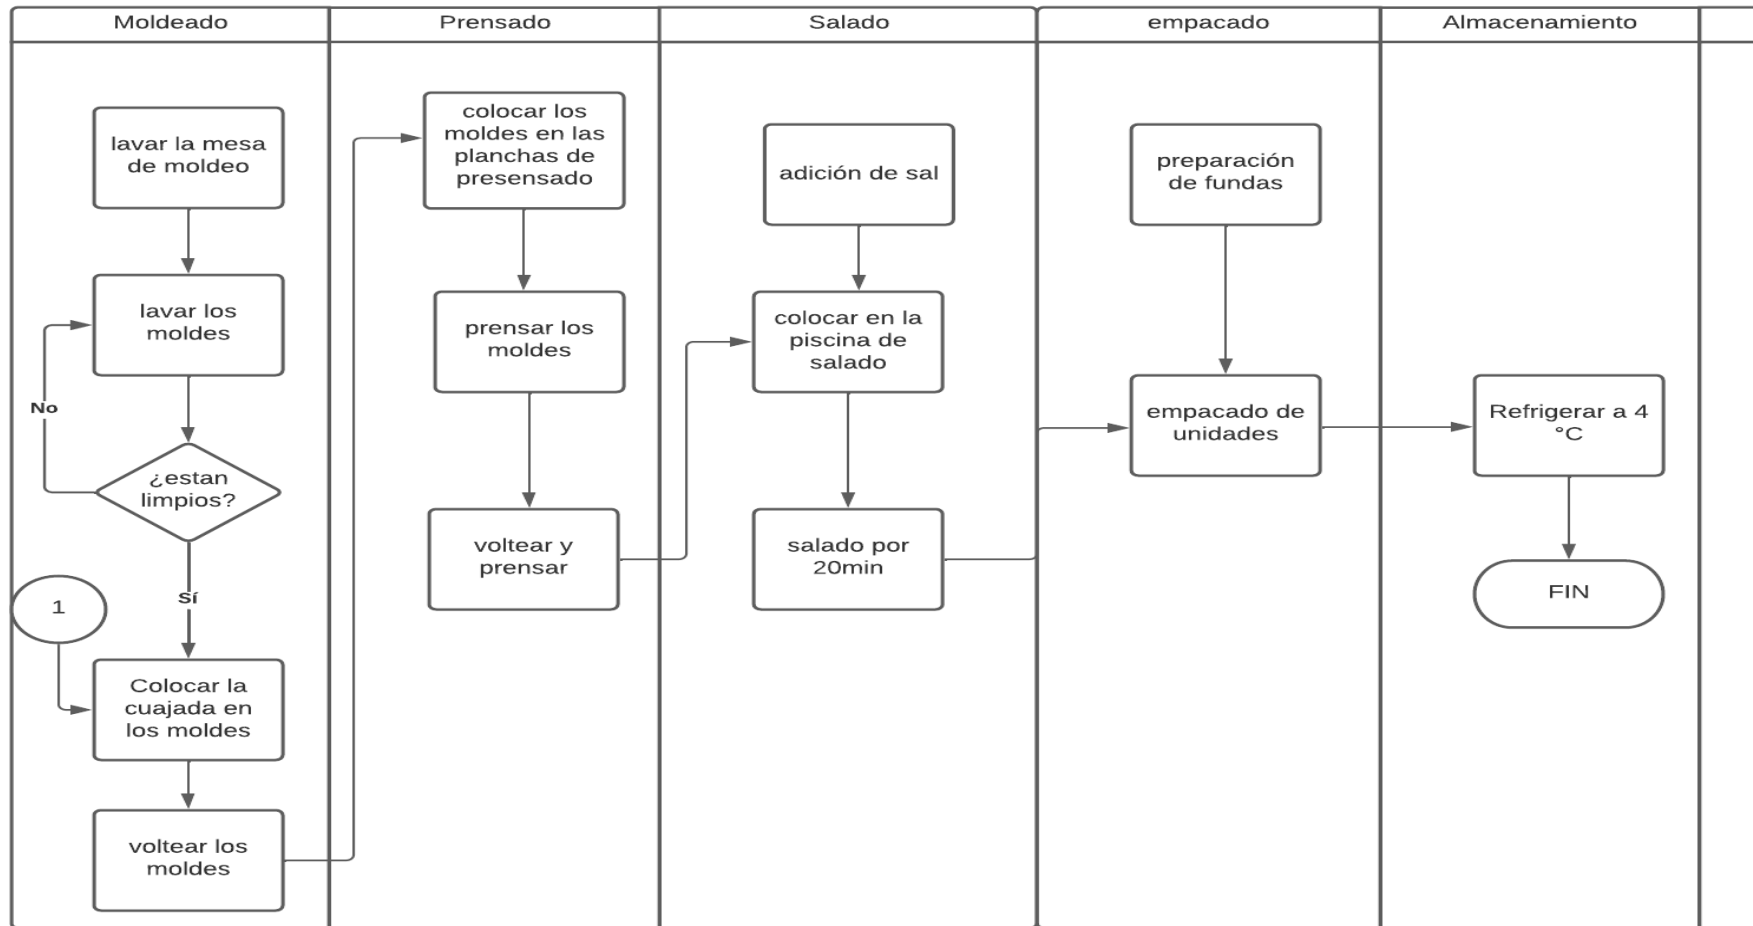 Moldeado
Prensado
Salado
empacado
Almacenamiento
lavar la mesa
de moldeo
lavar los
moldes
No
¿estan
limpios?
Sí
1
Colocar la
cuajada en
los moldes
voltear los
moldes
colocar los
moldes en las
planchas de
presensado
prensar los
moldes
voltear y
prensar
adición de sal
colocar en la
piscina de
salado
salado por
20min
preparación
de fundas
empacado de
unidades
Refrigerar a 4
°C
FIN